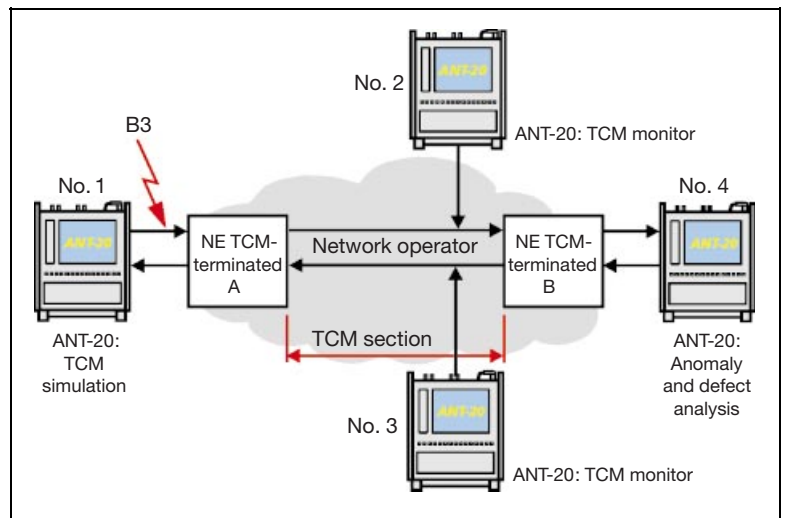 No. 2
ANT-20
ANT-20: TCM monitor
B3
No. 1
ANT-20
ANT-20:
TCM
simulation
NE TCM-
terminated
A
Network operator
TCM section
NE TCM-
terminated
B
No. 4
ANT-20
ANT-20:
Anomaly
and defect
analysis
No. 3
ANT-20
ANT-20: TCM monitor